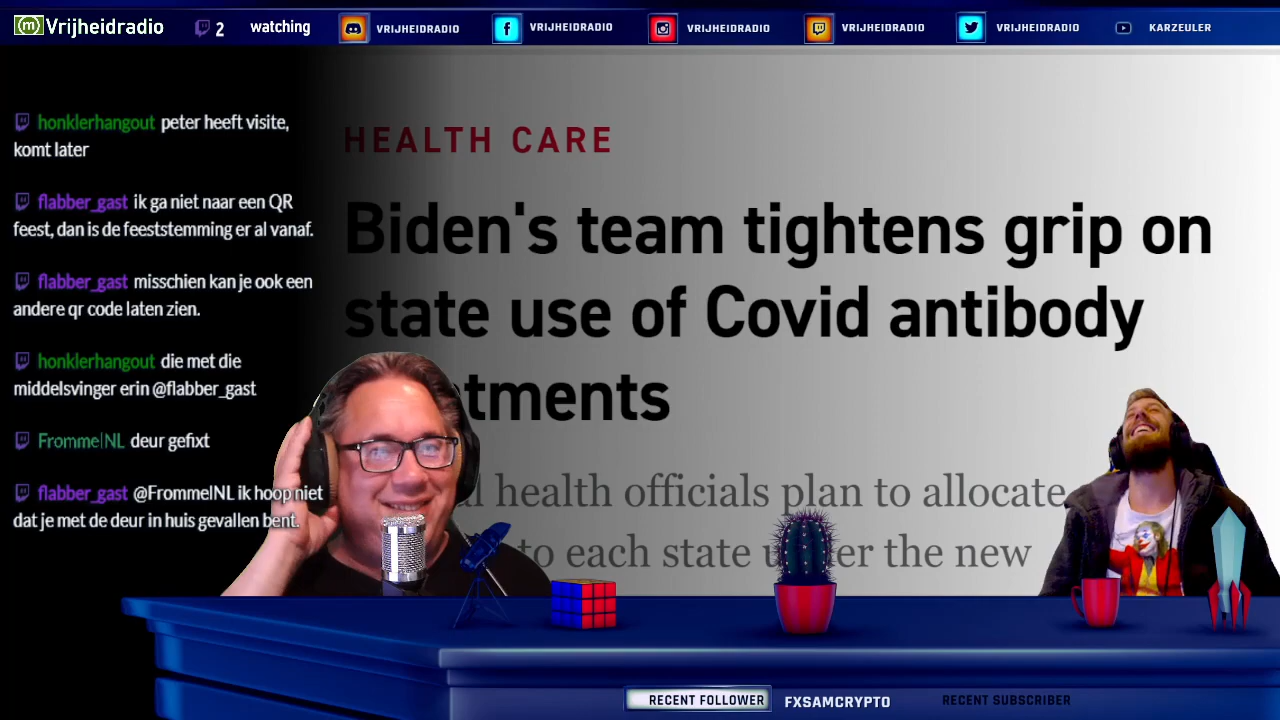 Vrijheidradio
2
watching
VRIJHEIDRADIO
VRIJHEIDRADIO
VRIJHEIDRADIO
VRIJHEIDRADIO
VRIJHEIDRADIO
KARZEULER
honklerhangout peter heeft visite,
komt later
flabber_gast ik ga niet naar een QR
feest, dan is de feeststemming er al vanaf.
flabber_gast misschien kan je ook een
andere qr code laten zien.
honklerhangout die met die
middelsvinger erin @flabber_gast
FrommelNL deur gefixt
flabber_gast @FrommelNL ik hoop niet
dat je met de deur in huis gevallen bent.
HEALTH CARE
Biden's team tightens grip on
state use of Covid antibody
tments
health officials plan to allocate
to each state the new
RECENT FOLLOWER
FXSAMCRYPTO
RECENT SUBSCRIBER